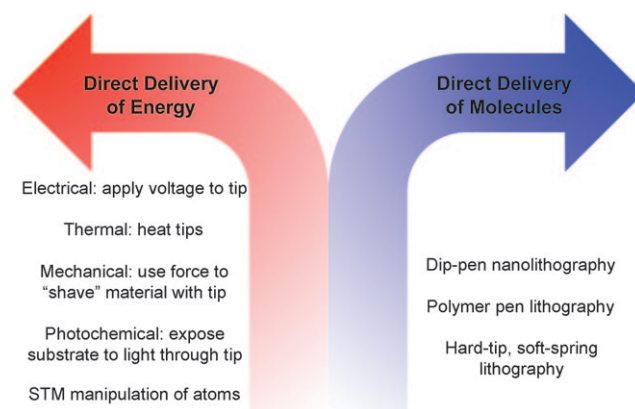 Direct Delivery
of Energy
Electrical: apply voltage to tip
Thermal: heat tips
Mechanical: use force to
“shave” material with tip
Photochemical: expose
substrate to light through tip
STM manipulation of atoms
Direct Delivery
of Molecules
Dip-pen nanolithography
Polymer pen lithography
Hard-tip, soft-spring
lithography